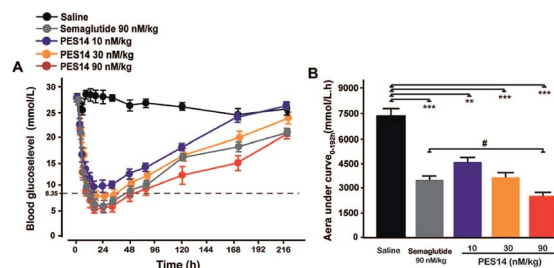 Saline
Semaglutide 90 nM/kg
PES14 10 nM/kg
PES14 30 nM/kg
PES14 90 nM/kg
A
Blood glucoselevel (mmol/L)
30
25
20
15
10
8.35
5
0
0 24 48 72 96 120 144 168 192 216
Time (h)
B
Aera under curve0-192h(mmol/L.h)
9000
7500
6000
4500
3000
1500
0
***
***
**
***
#
Saline
Semaglutide
90 nM/kg
10 30 90
PES14 (nM/kg)